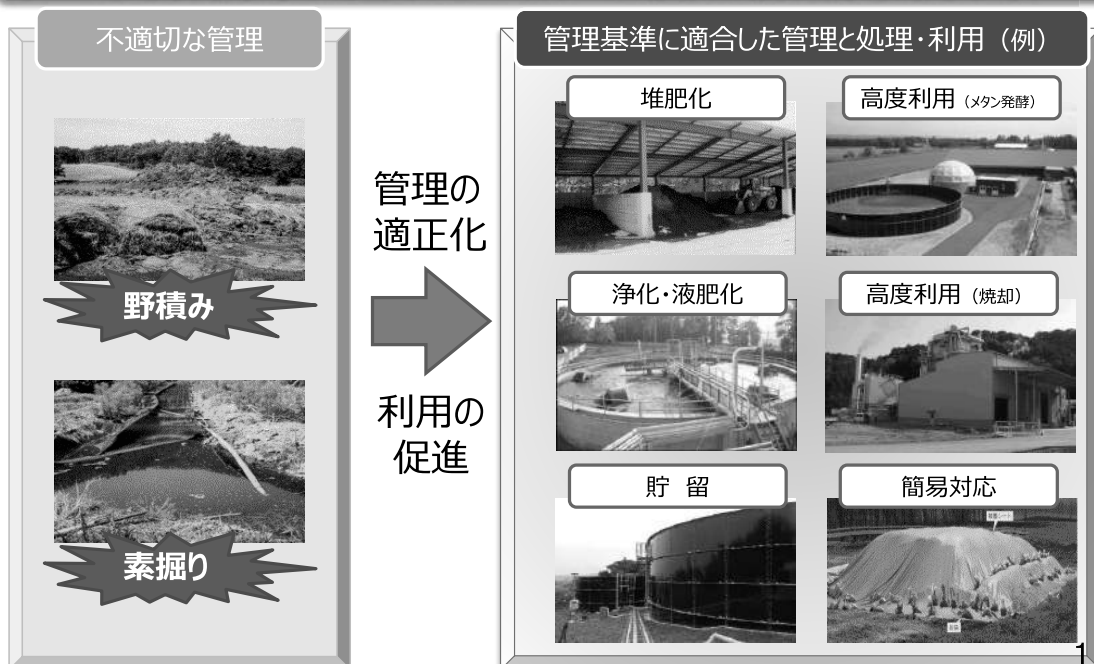 不適切な管理
野積み
素掘り
管理の
適正化
利用の
促進
管理基準に適合した管理と処理・利用（例）
堆肥化
高度利用（メタン発酵）
浄化・液肥化
高度利用（焼却）
貯 留
簡易対応
1